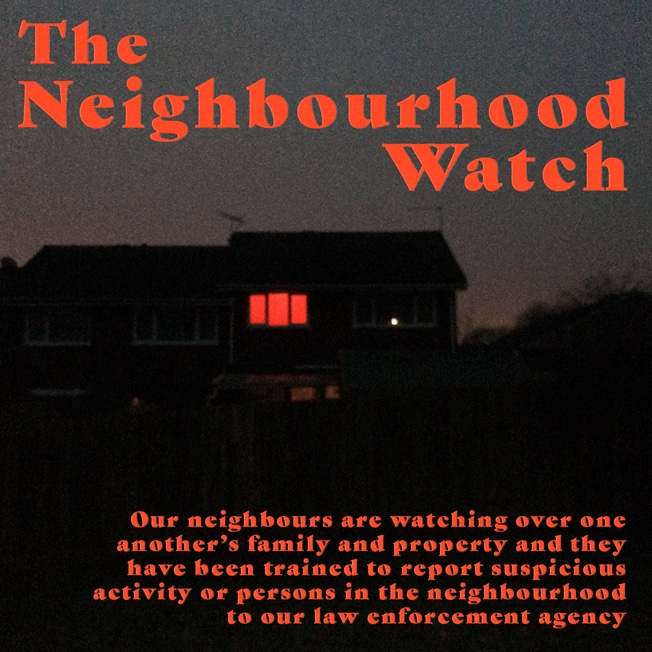 The
Neighbourhood
Watch
Our neighbours are watching over one
another’s family and property and they
have been trained to report suspicious
activity or persons in the neighbourhood
to our law enforcement agency